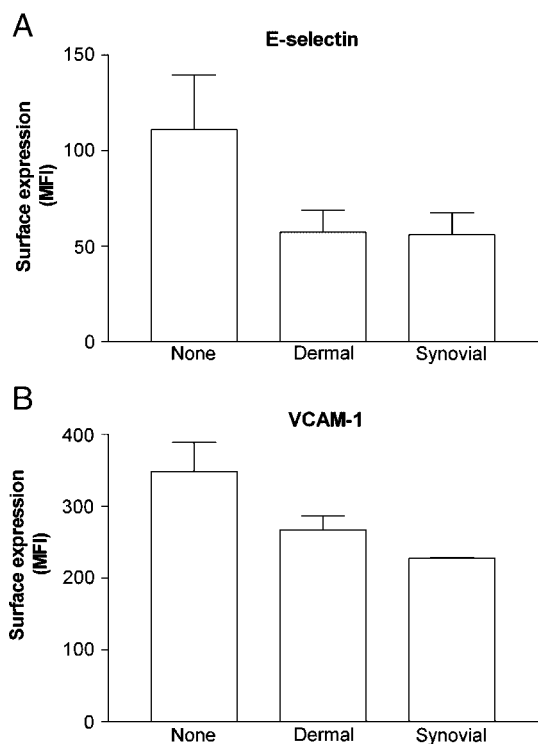 A
E-selectin
Surface expression
(MFI)
150
100
50
0
None Dermal Synovial
B
VCAM-1
Surface expression
(MFI)
400
300
200
100
0
None Dermal Synovial